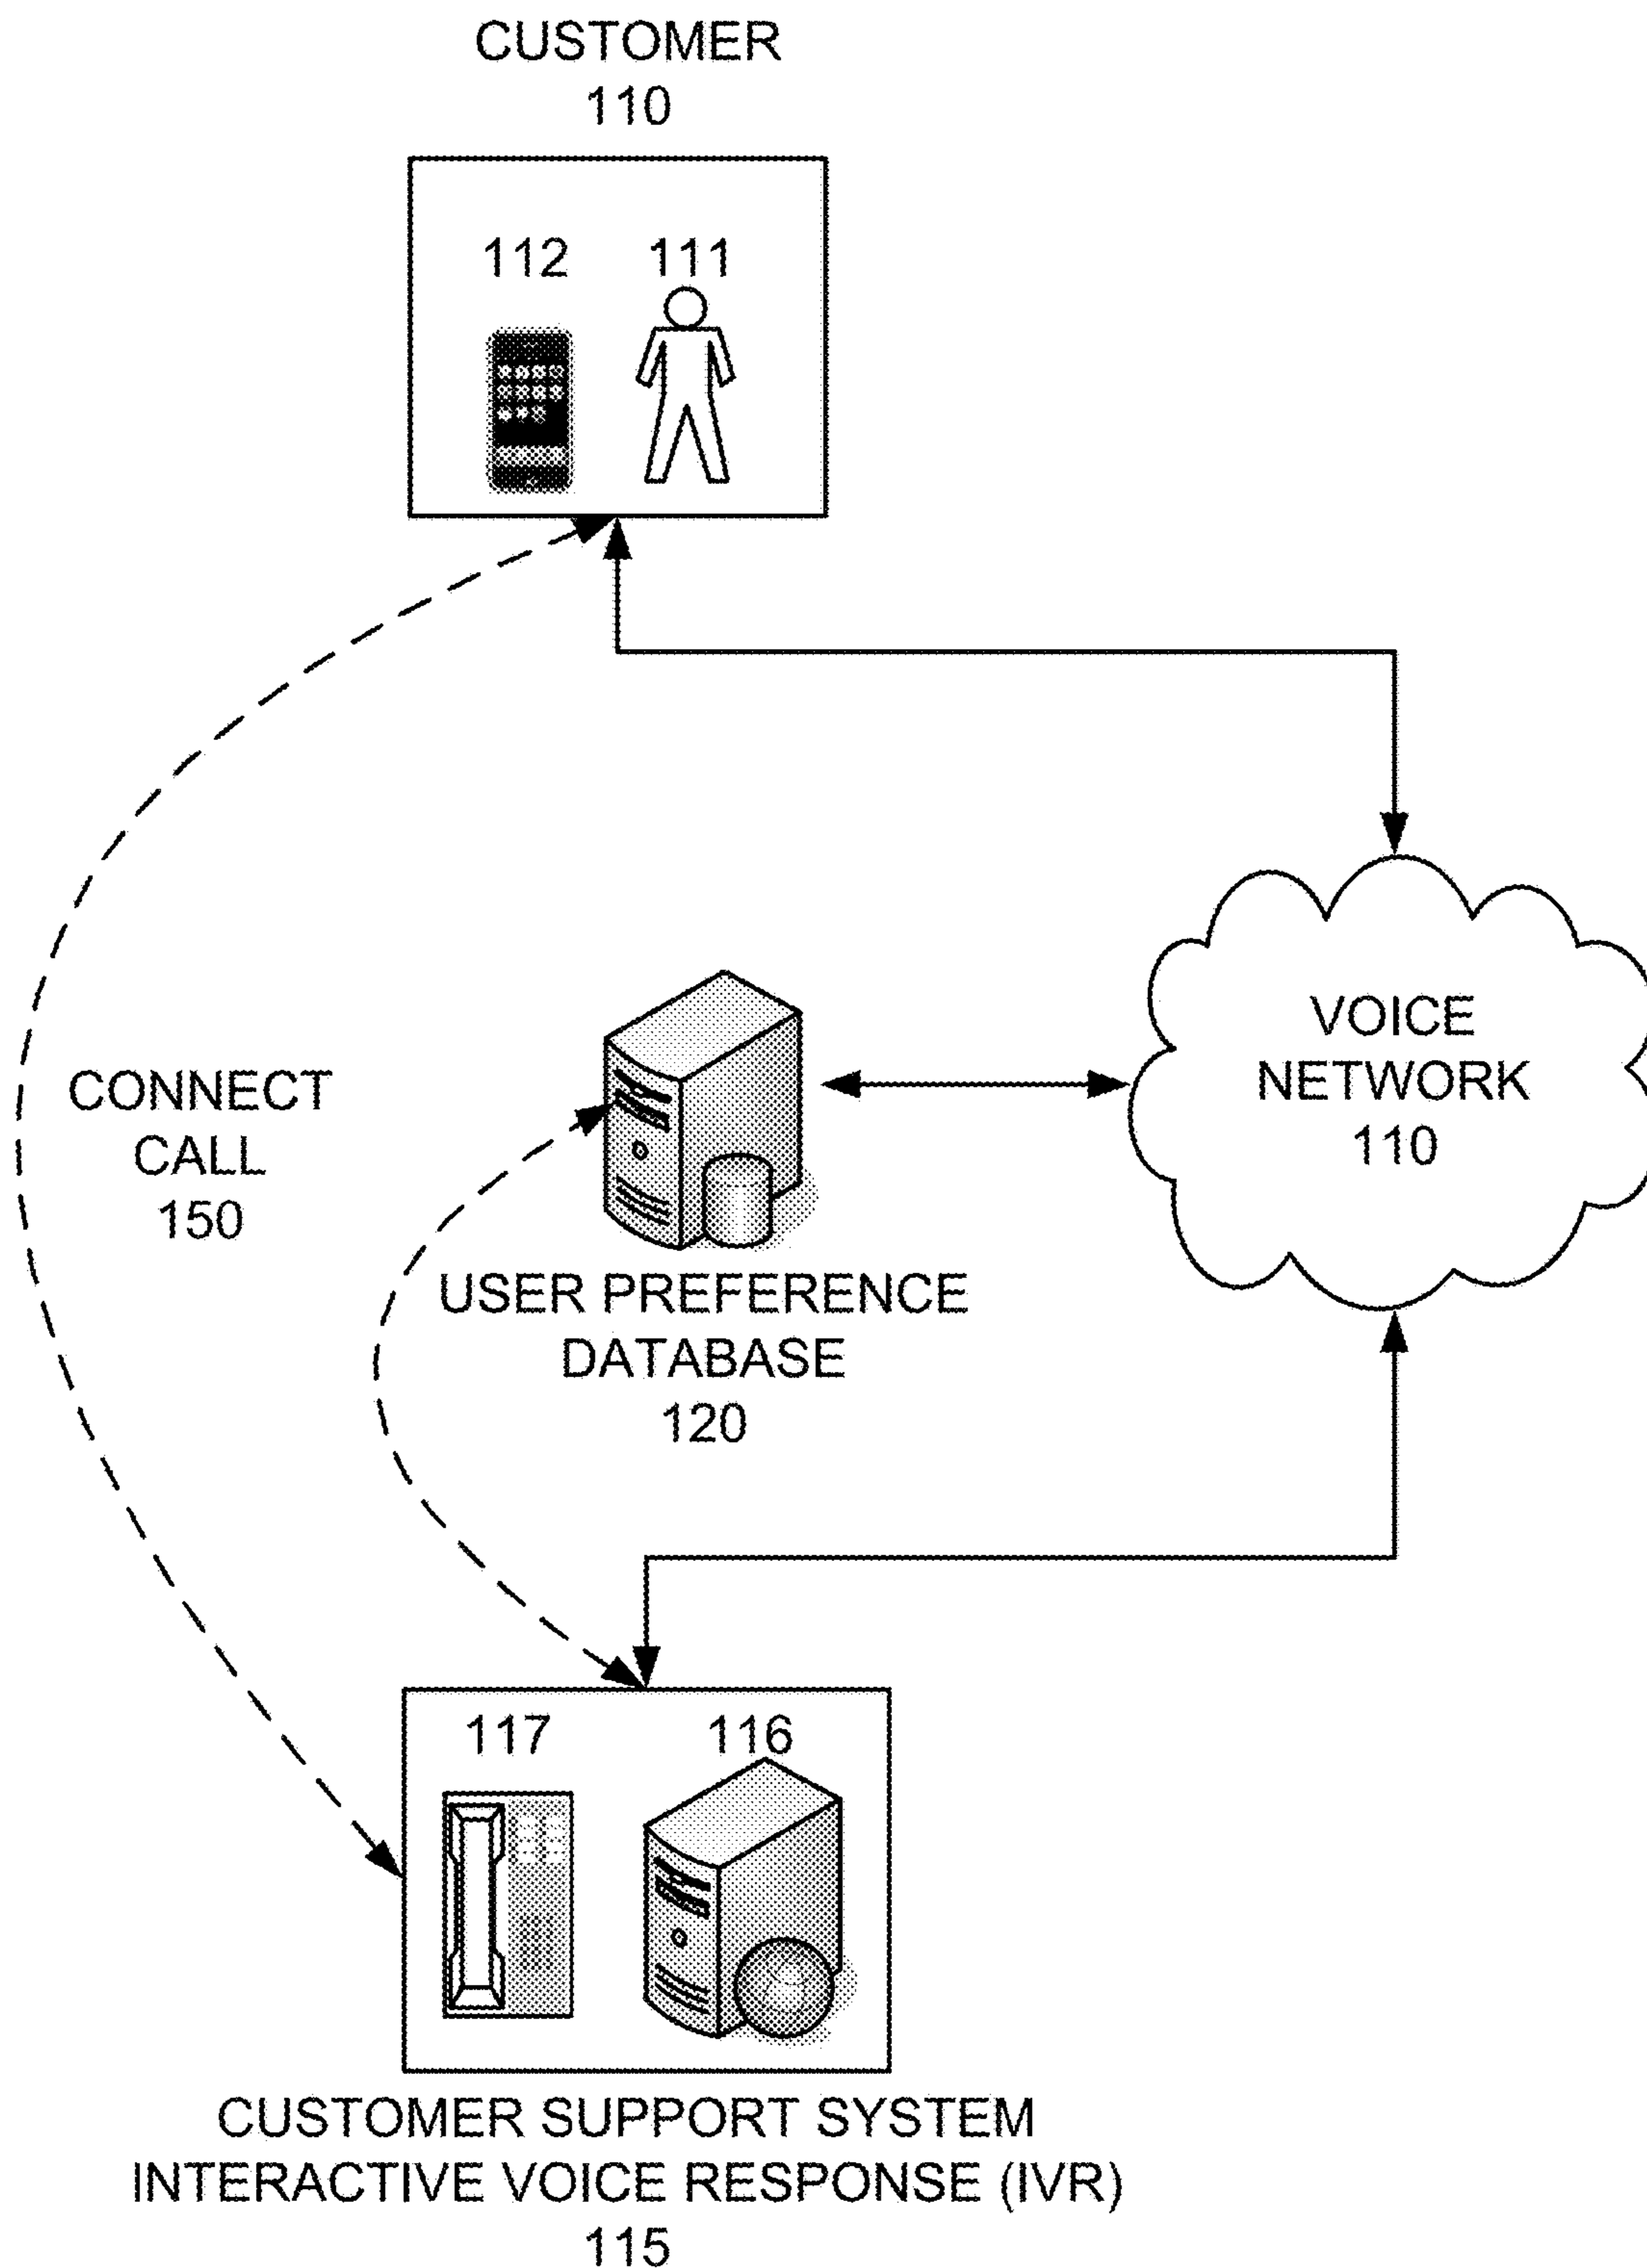 CUSTOMER
110
112
111
VOICE
NETWORK
110
CONNECT
CALL
150
USER PREFERENCE
DATABASE
120
117
116
CUSTOMER SUPPORT SYSTEM
INTERACTIVE VOICE RESPONSE (IVR)
115